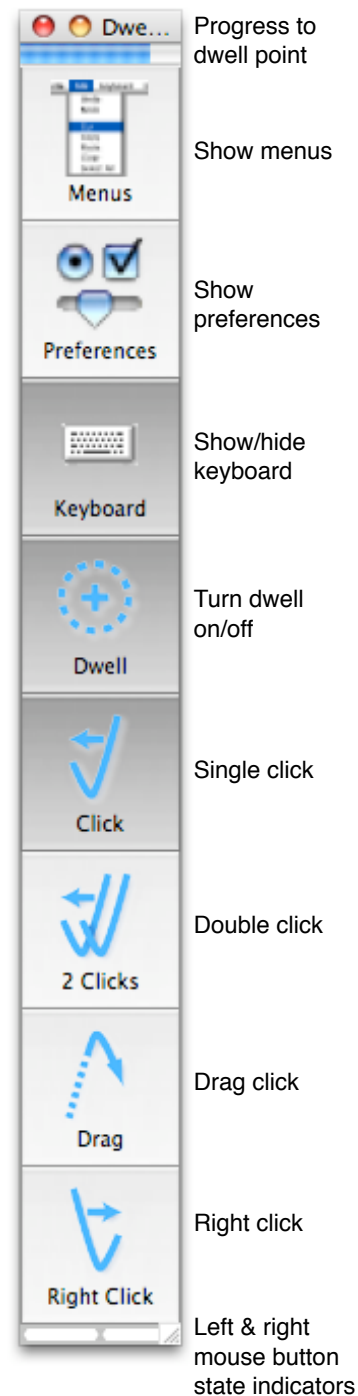 Dwe...
Progress to
dwell point
Show menus
Menus
Show
preferences
Preferences
Show/hide
keyboard
Keyboard
Turn dwell
on/off
Dwell
Single click
Click
Double click
2 Clicks
Drag click
Drag
Right click
Right Click
Left & right
mouse button
state indicators